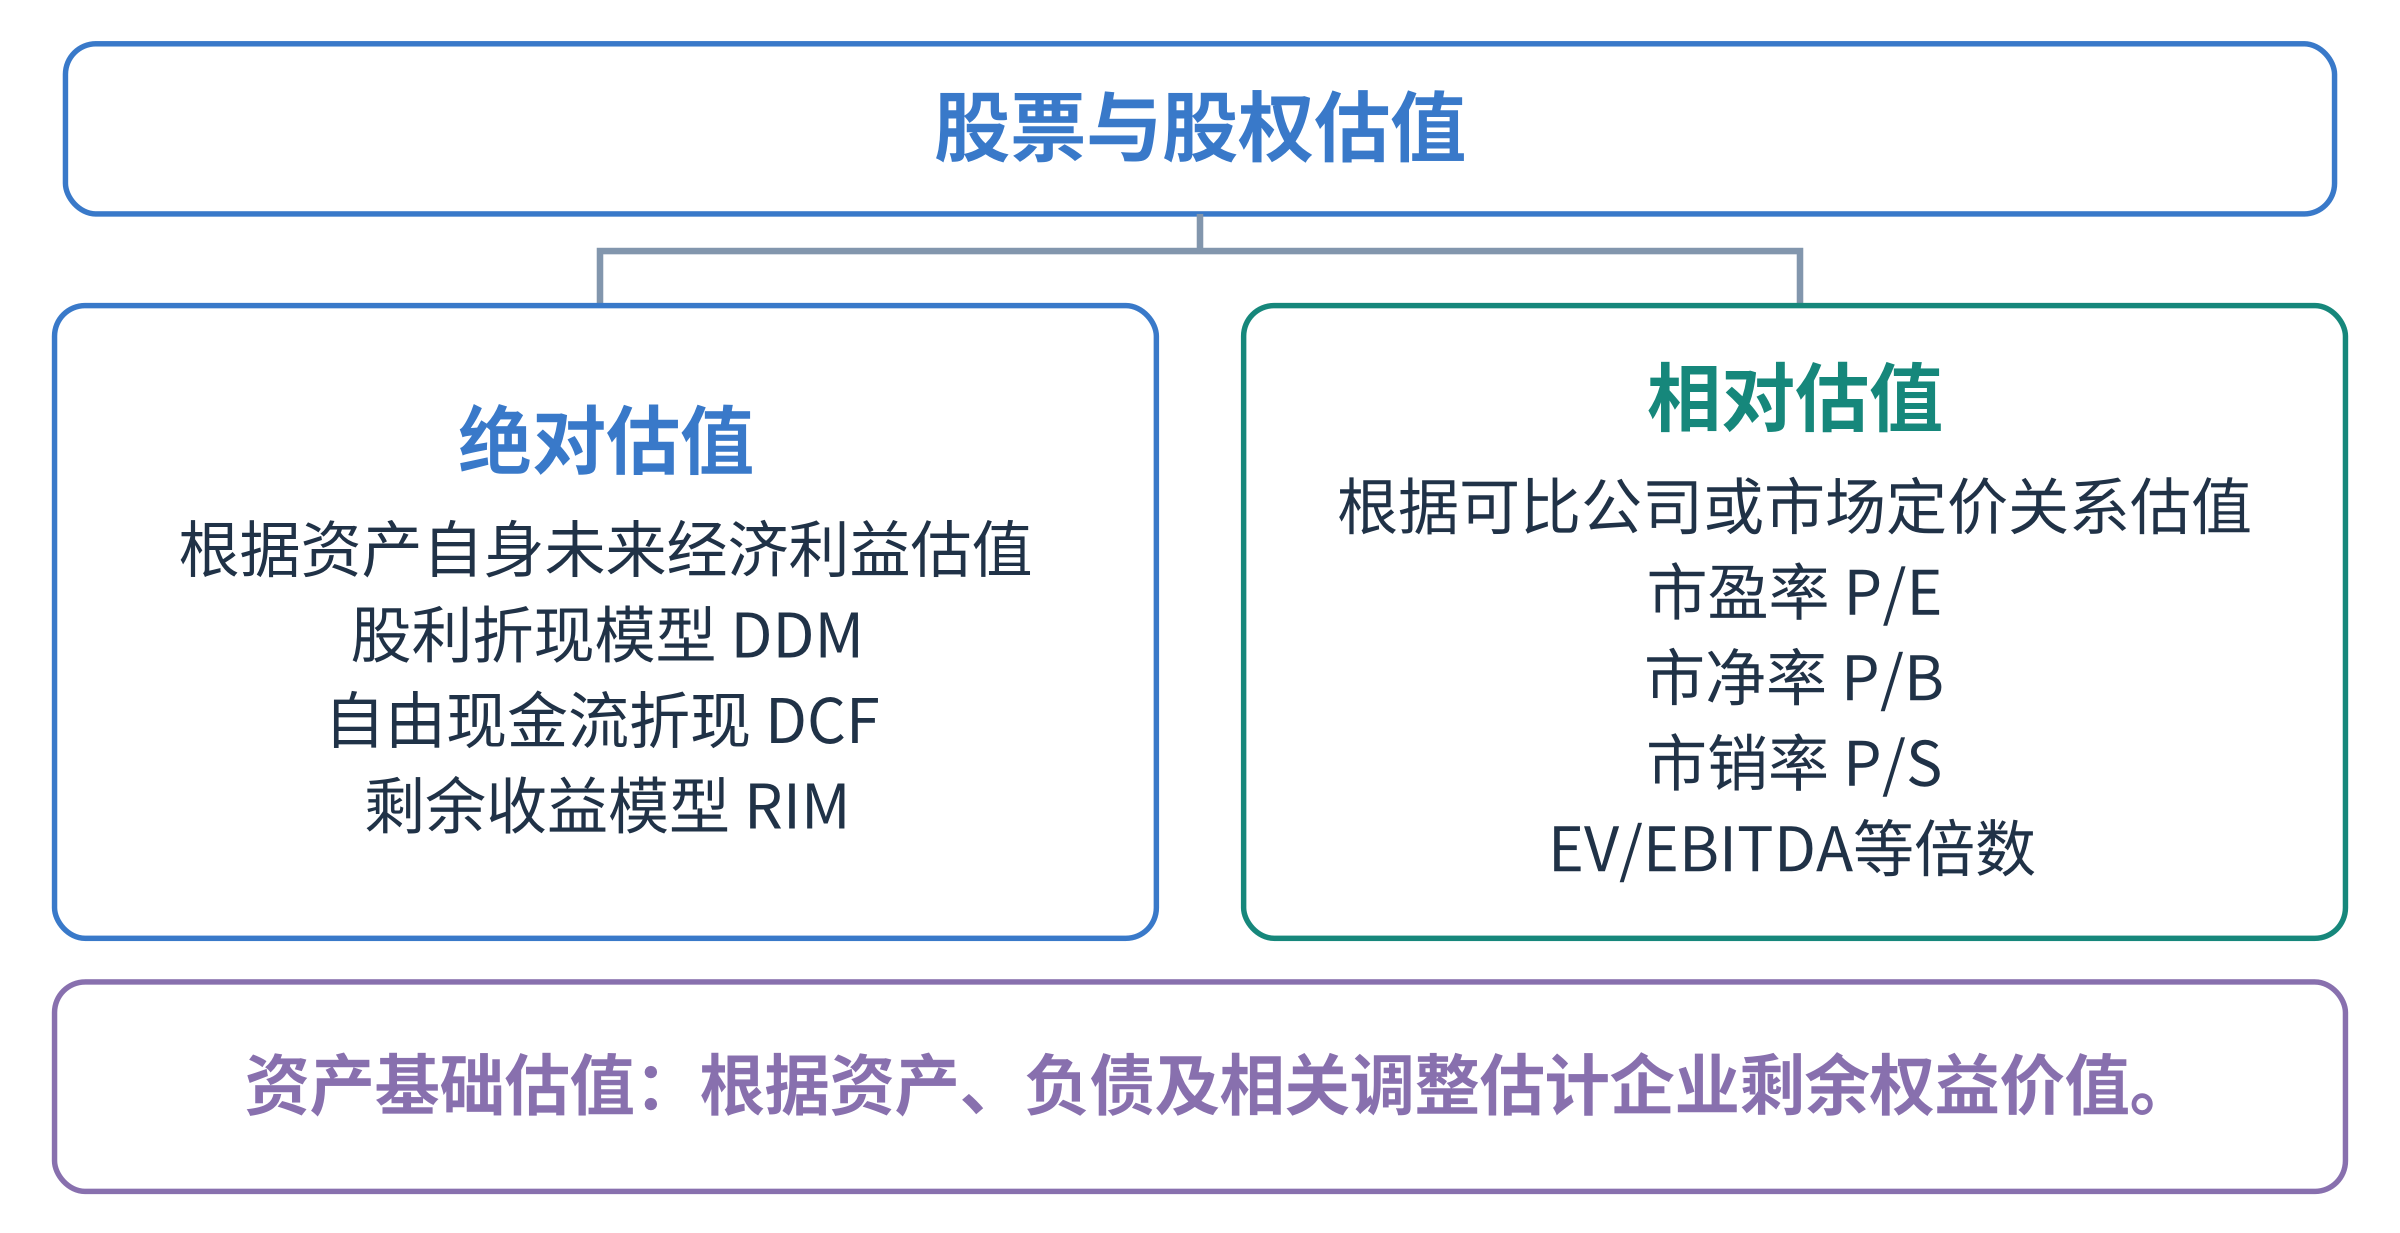 股票与股权估值
绝对估值
根据资产自身未来经济利益估值
股利折现模型 DDM
自由现金流折现 DCF
剩余收益模型 RIM
相对估值
根据可比公司或市场定价关系估值
市盈率 P/E
市净率 P/B
市销率 P/S
EV/EBITDA等倍数
资产基础估值：根据资产、负债及相关调整估计企业剩余权益价值。